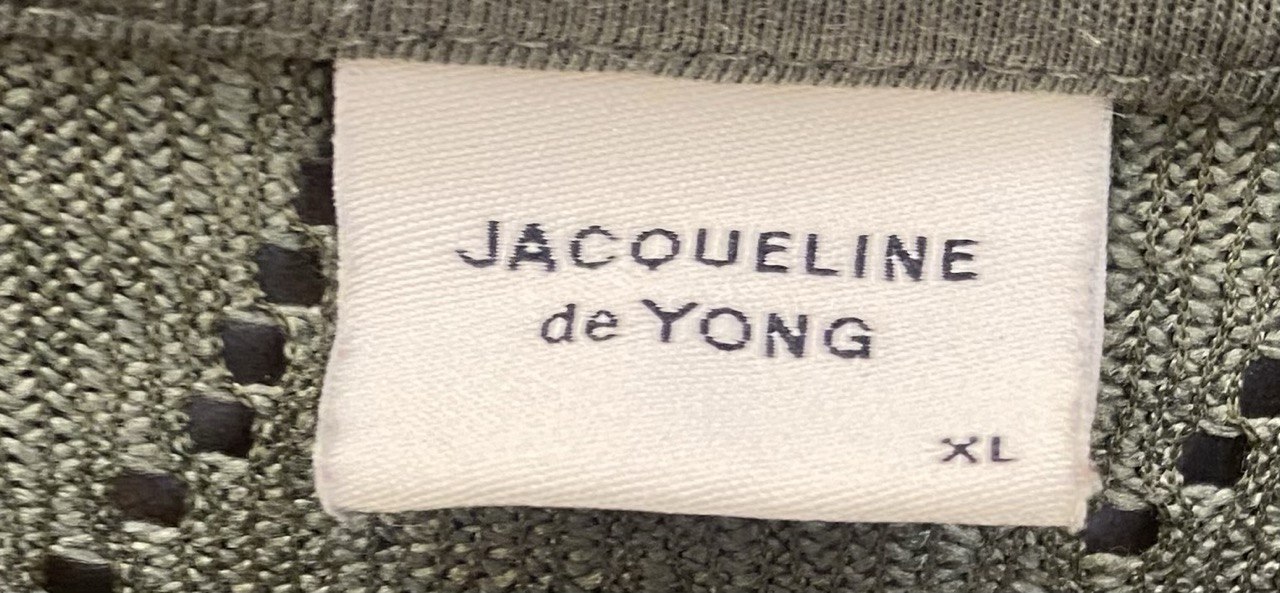 JACQUELINE
de YONG
XL